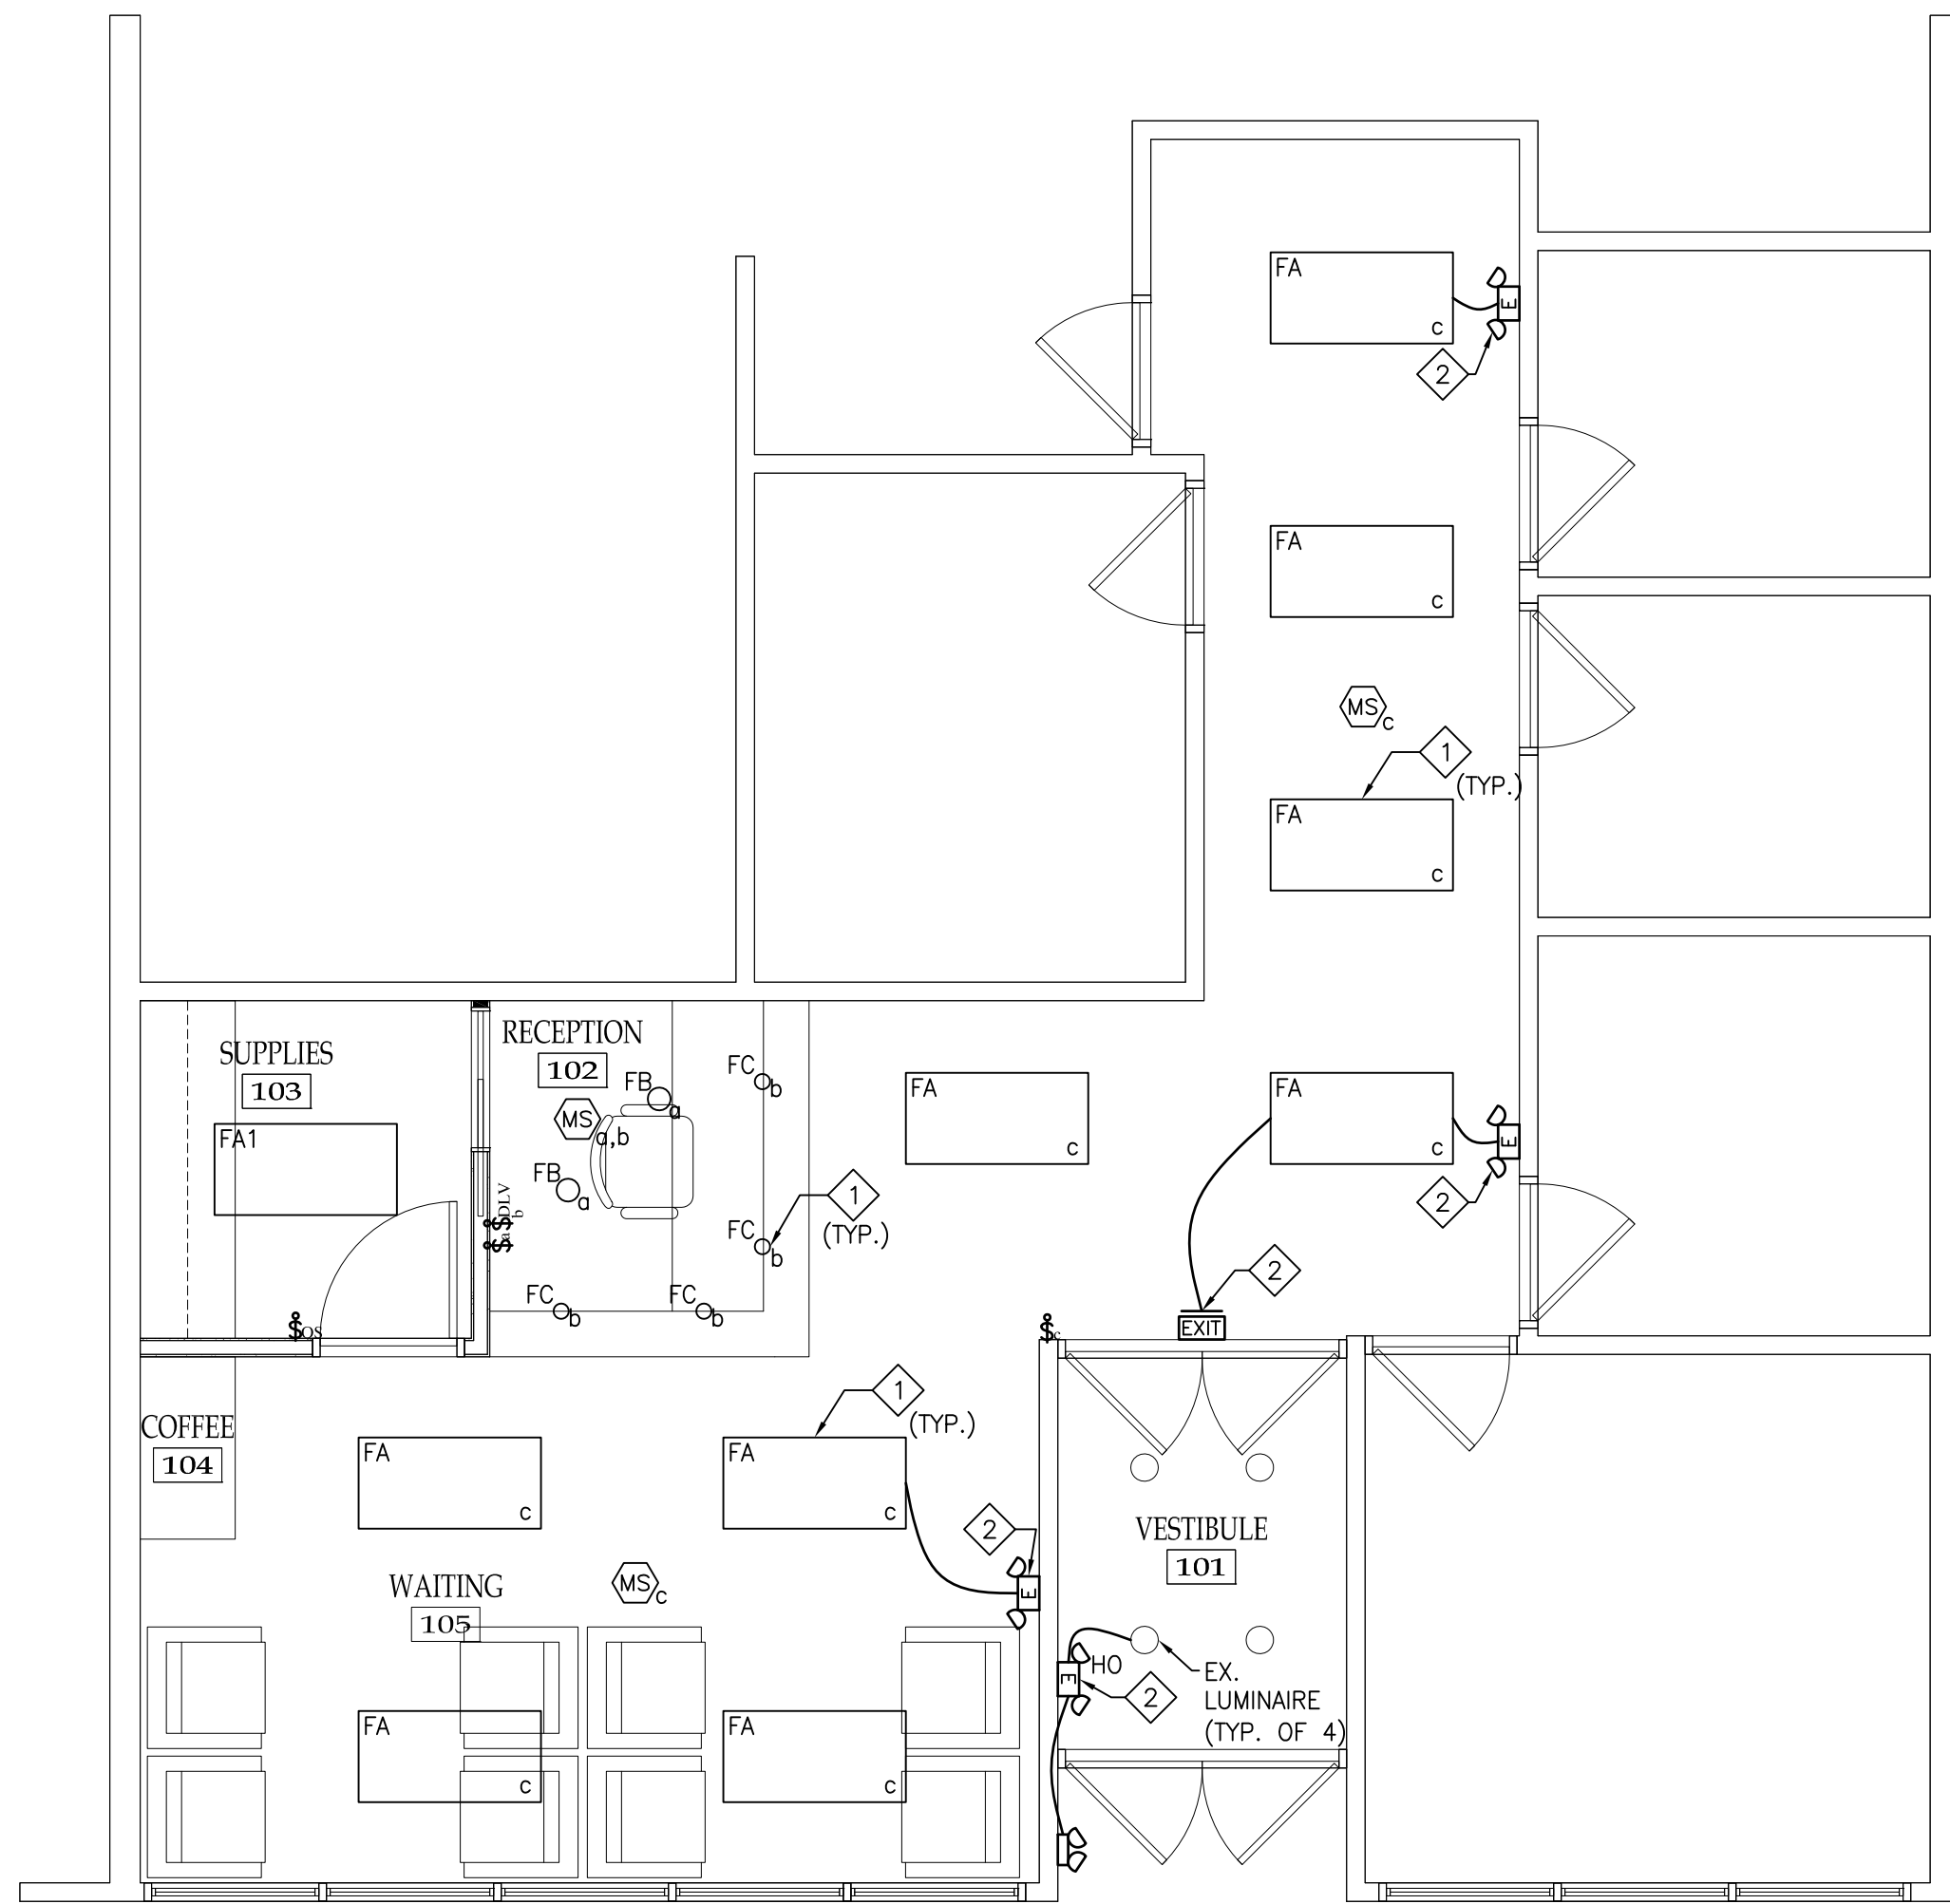 FA
E
c
2
FA
c
MS
c
1
(TYP.)
FA
c
SUPPLIES
103
FA1
RECEPTION
102
FB
a
MS
a,b
FB
a
FC
b
FC
b
FC
b
FC
b
1
(TYP.)
DLV
$
b
$
a
$
OS
FA
c
FA
c
E
2
2
EXIT
$
c
COFFEE
104
FA
c
1
(TYP.)
FA
c
2
E
WAITING
105
MS
c
FA
c
FA
c
VESTIBULE
101
E
HO
2
EX.
LUMINAIRE
(TYP. OF 4)